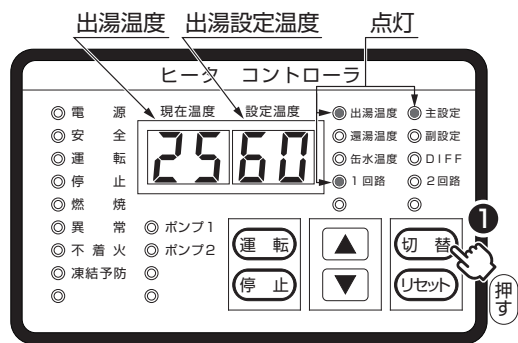 出湯温度 出湯設定温度 点灯
ヒータ コントローラ
現在温度 設定温度
25 60
電 源
安 全
運 転
停 止
燃 焼
異 常
不 着 火
凍結予防
ポンプ1
ポンプ2
出湯温度
還湯温度
缶水温度
1回路
主設定
副設定
DIFF
2回路
運 転
停 止
▲
▼
切 替
リセット
❶
押す